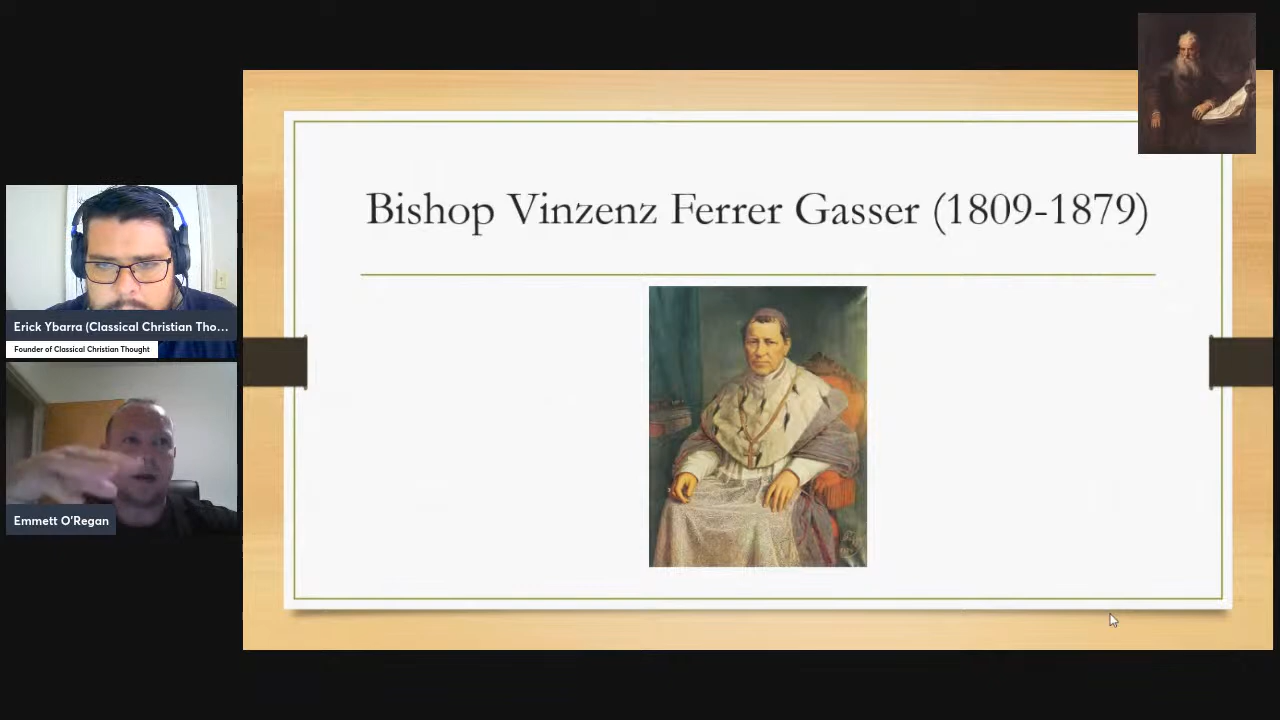 Bishop Vinzenz Ferrer Gasser (1809-1879)
Erick Ybarra (Classical Christian Tho...
Founder of Classical Christian Thought
Emmett O'Regan